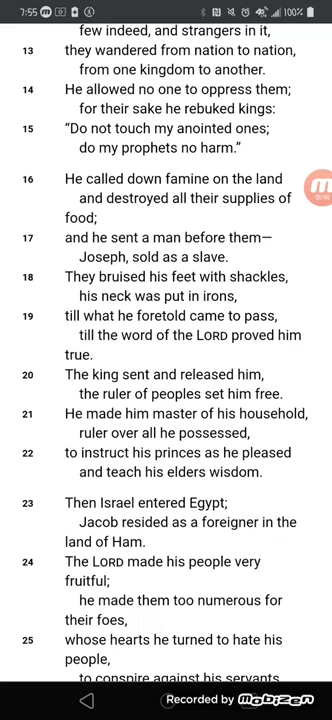 7:55 100%
few indeed, and strangers in it,
13 they wandered from nation to nation,
from one kingdom to another.
14 He allowed no one to oppress them;
for their sake he rebuked kings:
15 “Do not touch my anointed ones;
do my prophets no harm.”
16 He called down famine on the land
and destroyed all their supplies of
food;
17 and he sent a man before them—
Joseph, sold as a slave.
18 They bruised his feet with shackles,
his neck was put in irons,
19 till what he foretold came to pass,
till the word of the LORD proved him
true.
20 The king sent and released him,
the ruler of peoples set him free.
21 He made him master of his household,
ruler over all he possessed,
22 to instruct his princes as he pleased
and teach his elders wisdom.
23 Then Israel entered Egypt;
Jacob resided as a foreigner in the
land of Ham.
24 The LORD made his people very
fruitful;
he made them too numerous for
their foes,
25 whose hearts he turned to hate his
people,
to conspire against his servants
Recorded by mobizen